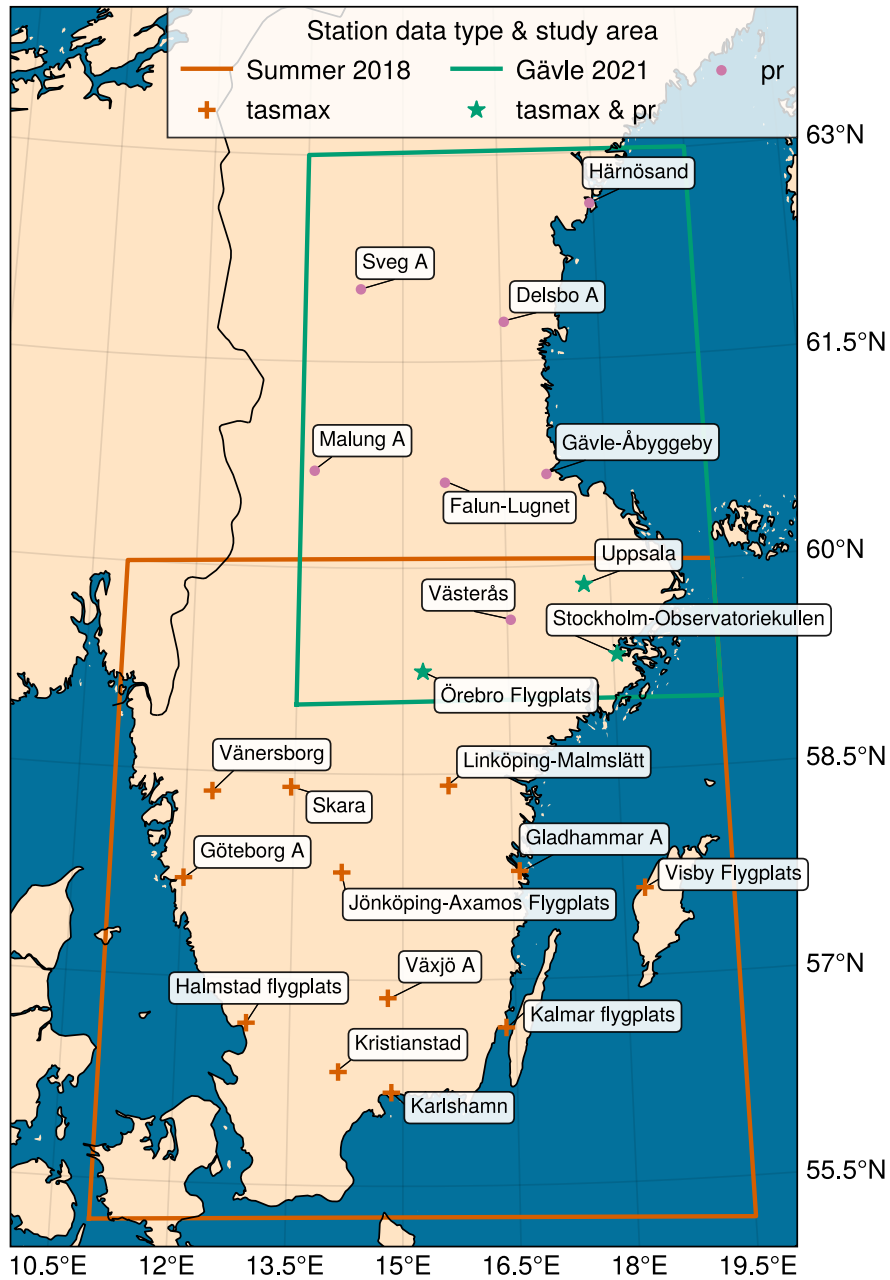 Station data type & study area
Summer 2018
Gävle 2021
pr
tasmax
tasmax & pr
63°N
Härnösand
Sveg A
Delsbo A
61.5°N
Malung A
Gävle-Åbyggeby
Falun-Lugnet
60°N
Uppsala
Västerås
Stockholm-Observatoriekullen
Örebro Flygplats
58.5°N
Vänersborg
Linköping-Malmslätt
Skara
Göteborg A
Gladhammar A
Visby Flygplats
Jönköping-Axamos Flygplats
57°N
Växjö A
Halmstad flygplats
Kalmar flygplats
Kristianstad
Karlshamn
55.5°N
10.5°E 12°E 13.5°E 15°E 16.5°E 18°E 19.5°E